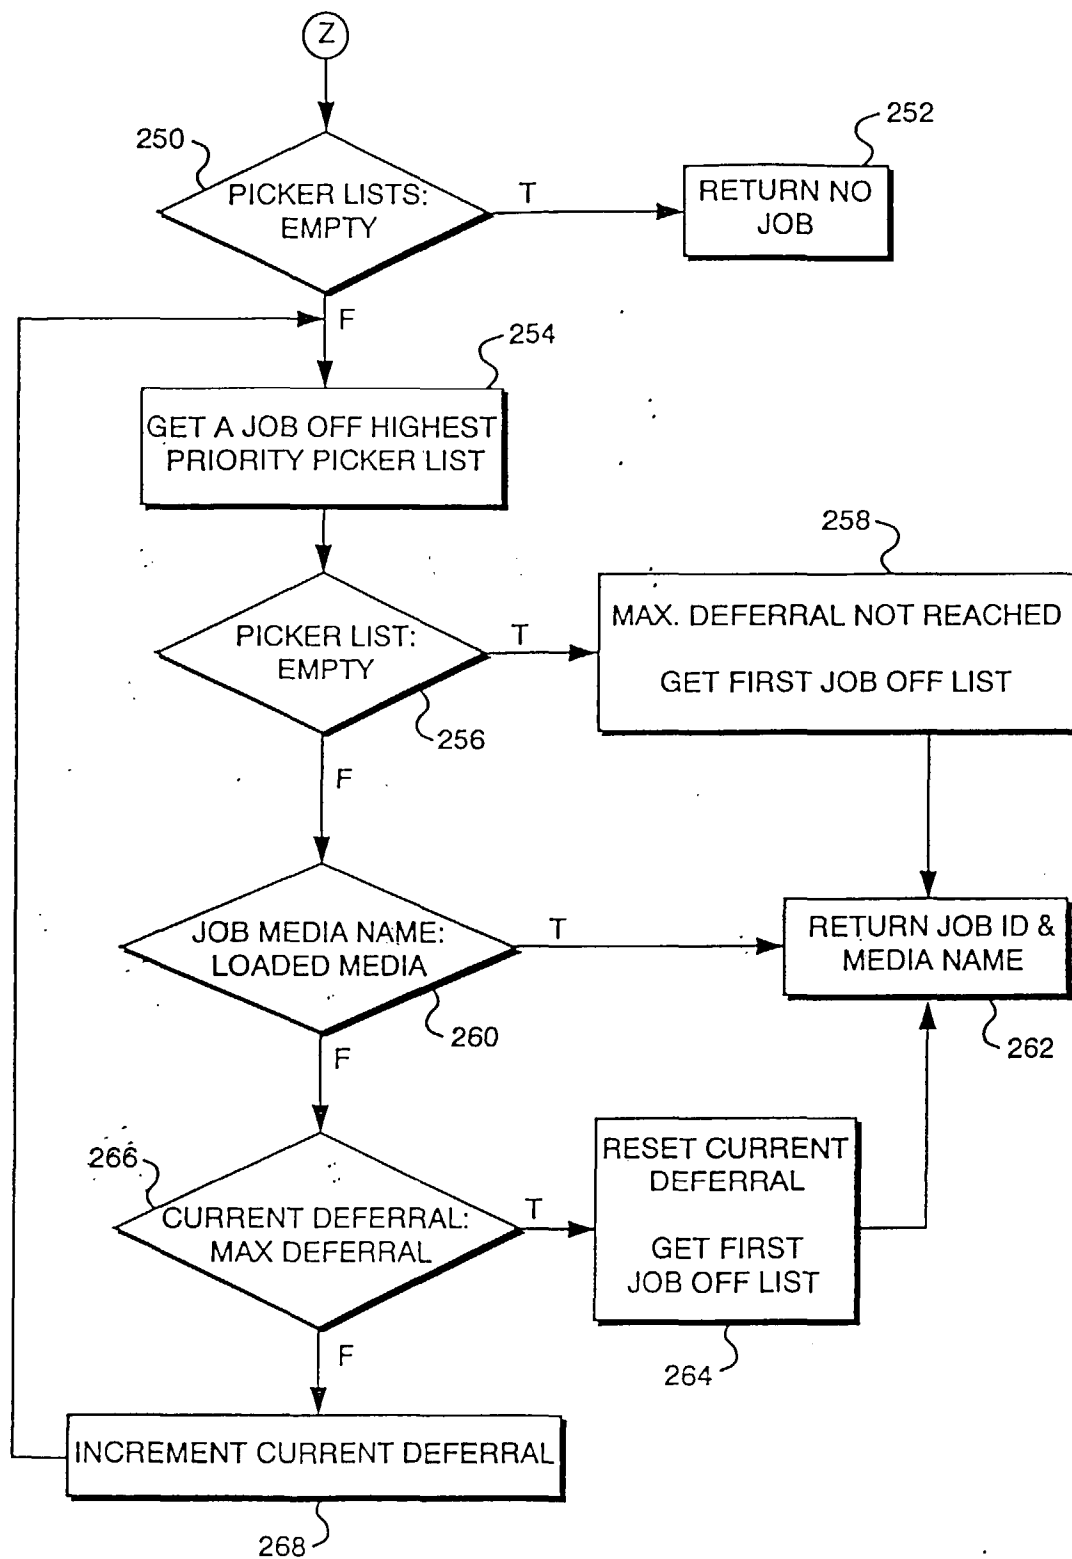 Z
250
PICKER LISTS:
EMPTY
T
252
RETURN NO
JOB
F
254
GET A JOB OFF HIGHEST
PRIORITY PICKER LIST
PICKER LIST:
EMPTY
256
T
258
MAX. DEFERRAL NOT REACHED
GET FIRST JOB OFF LIST
F
JOB MEDIA NAME:
LOADED MEDIA
260
T
RETURN JOB ID &
MEDIA NAME
262
F
266
CURRENT DEFERRAL:
MAX DEFERRAL
T
RESET CURRENT
DEFERRAL
GET FIRST
JOB OFF LIST
264
F
INCREMENT CURRENT DEFERRAL
268